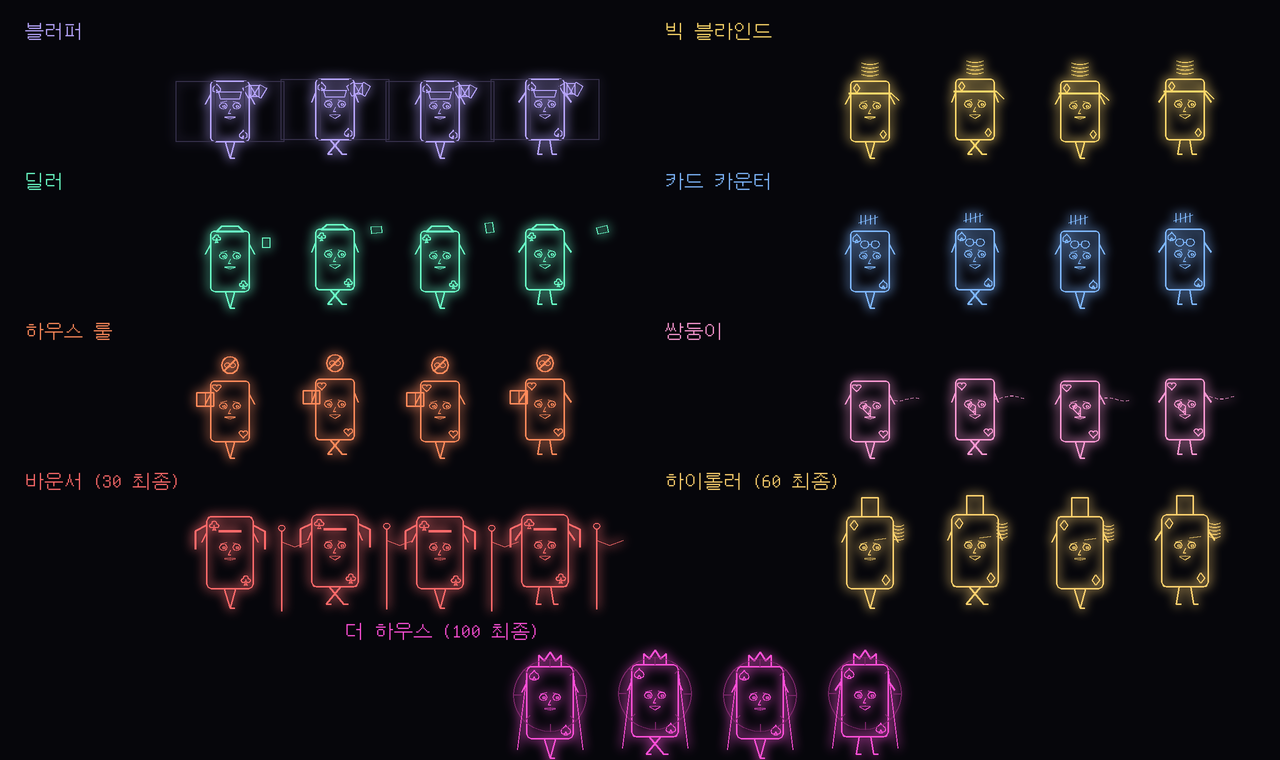 블러퍼
빅 블라인드
딜러
카드 카운터
하우스 룰
쌍둥이
바운서 (30 최종)
하이롤러 (60 최종)
더 하우스 (100 최종)